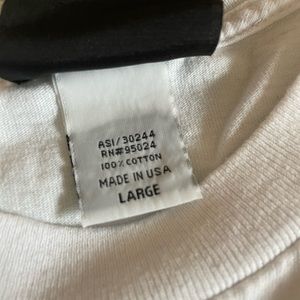 ASI/30244
RN#95024
100% COTTON
MADE IN USA
LARGE